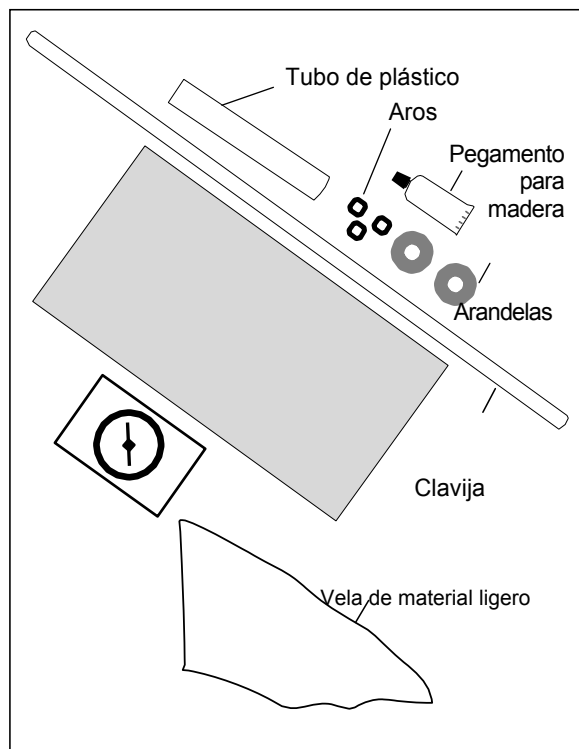 Tubo de plástico
Aros
Pegamento
para
madera
Arandelas
Clavija
Vela de material ligero